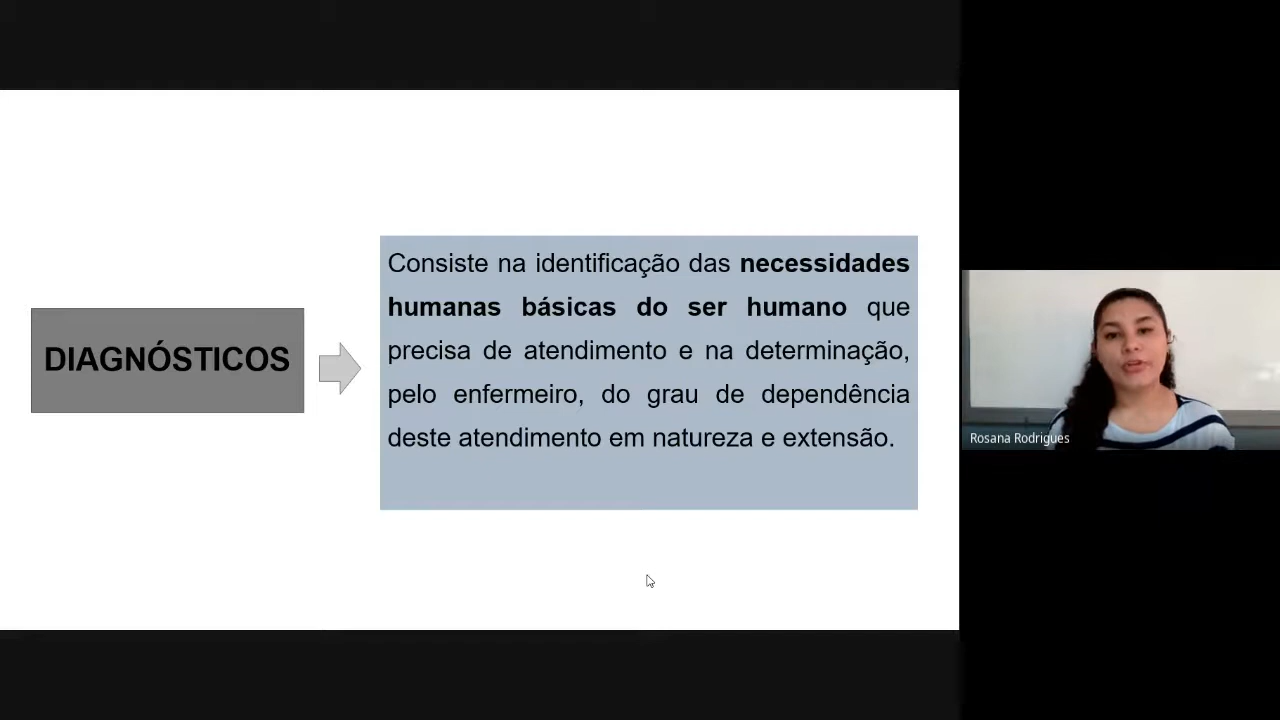 DIAGNÓSTICOS
Consiste na identificação das necessidades
humanas básicas do ser humano que
precisa de atendimento e na determinação,
pelo enfermeiro, do grau de dependência
deste atendimento em natureza e extensão.
Rosana Rodrigues